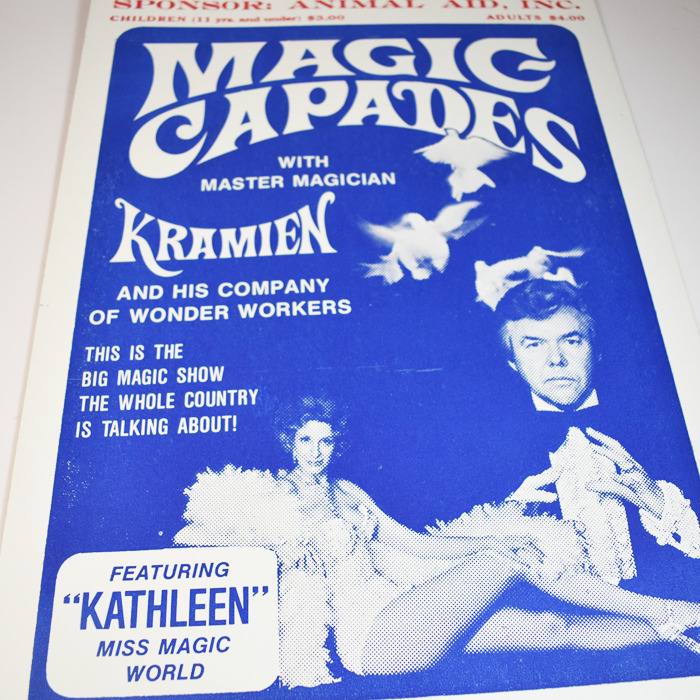 SPONSOR: ANIMAL AID, INC.
CHILDREN (11 yrs. and under) $3.00 ADULTS $4.00
MAGIC
CAPADES
WITH
MASTER MAGICIAN
KRAMIEN
AND HIS COMPANY
OF WONDER WORKERS
THIS IS THE
BIG MAGIC SHOW
THE WHOLE COUNTRY
IS TALKING ABOUT!
FEATURING
"KATHLEEN"
MISS MAGIC
WORLD